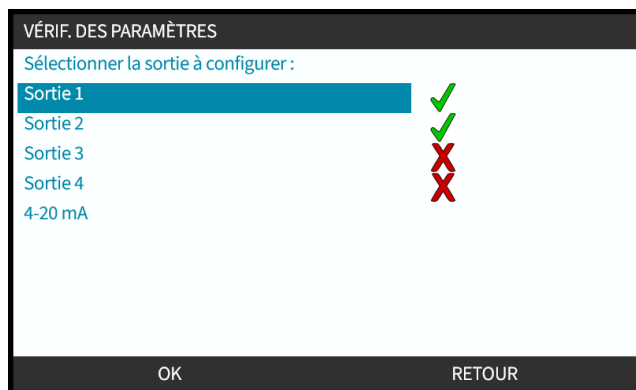 VÉRIF. DES PARAMÈTRES
Sélectionner la sortie à configurer :
Sortie 1
Sortie 2
Sortie 3
Sortie 4
4-20 mA
OK RETOUR